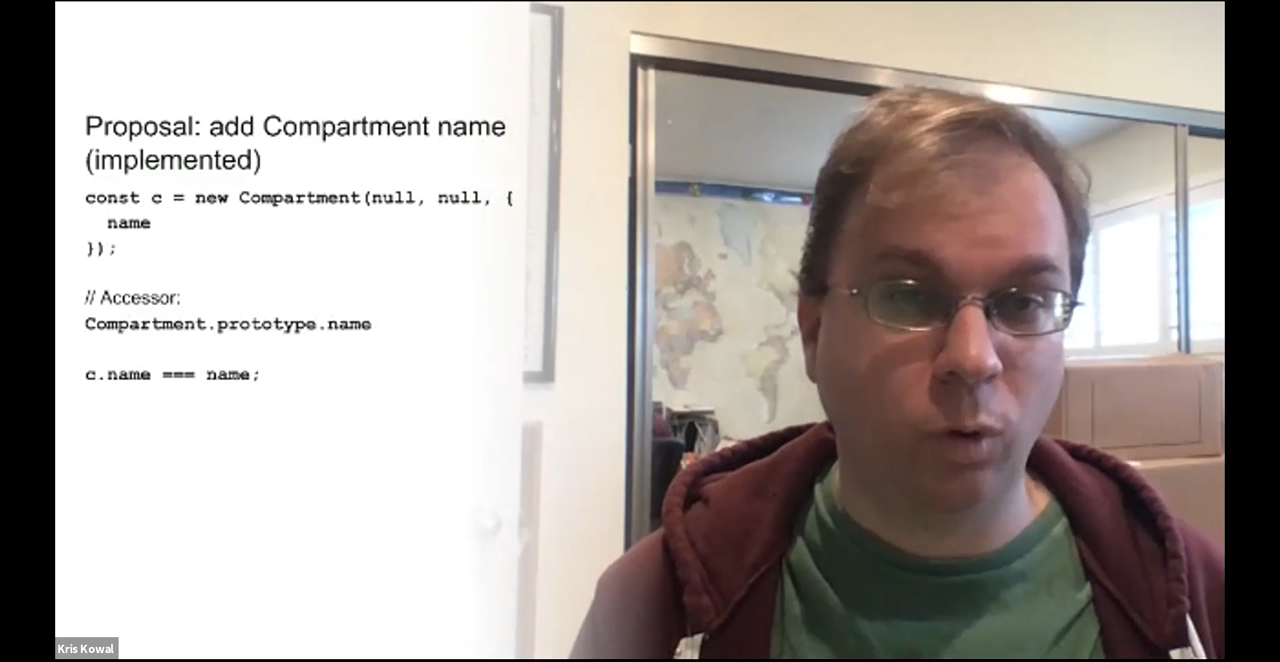 Proposal: add Compartment name
(implemented)
const c = new Compartment(null, null, {
name
});
// Accessor:
Compartment.prototype.name
c.name === name;
Kris Kowal